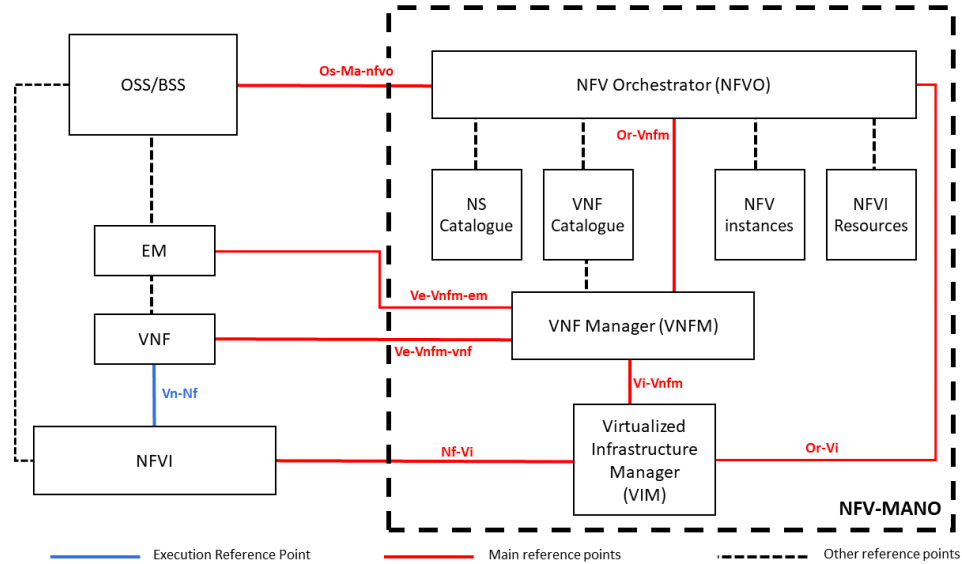 Os-Ma-nfvo
OSS/BSS
NFV Orchestrator (NFVO)
Or-Vnfm
NS
Catalogue
VNF
Catalogue
NFV
instances
NFVI
Resources
EM
Ve-Vnfm-em
VNF
VNF Manager (VNFM)
Ve-Vnfm-vnf
Vn-Nf
Vi-Vnfm
Virtualized
Infrastructure
Manager
(VIM)
NFVI
Nf-Vi
Or-Vi
NFV-MANO
Execution Reference Point
Main reference points
Other reference points